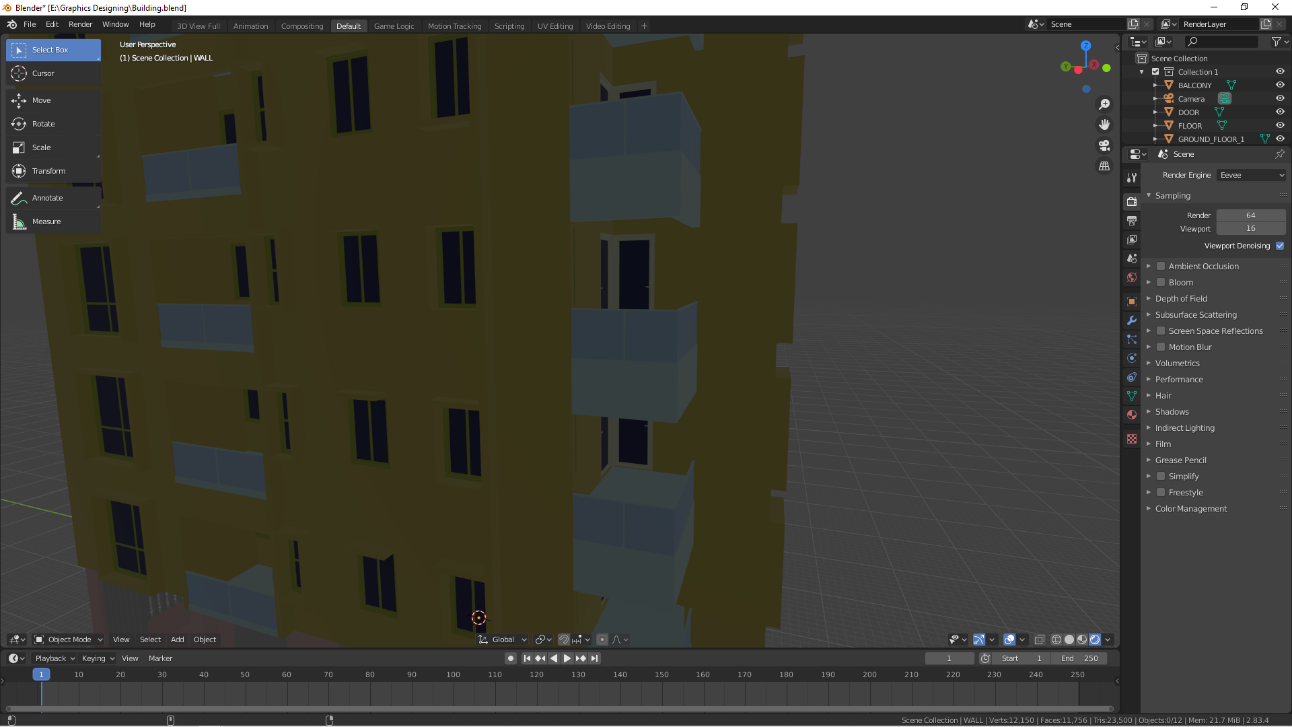 Blender* [E:\Graphics Designing\Building.blend]
File Edit Render Window Help 3D View Full Animation Compositing Default Game Logic Motion Tracking Scripting UV Editing Video Editing + Scene RenderLayer
Select Box
Cursor
Move
Rotate
Scale
Transform
Annotate
Measure
User Perspective
(1) Scene Collection | WALL
Z
Y
X
Scene Collection
Collection 1
BALCONY
Camera
DOOR
FLOOR
GROUND_FLOOR_1
Scene
Render Engine Eevee
Sampling
Render 64
Viewport 16
Viewport Denoising
Ambient Occlusion
Bloom
Depth of Field
Subsurface Scattering
Screen Space Reflections
Motion Blur
Volumetrics
Performance
Hair
Shadows
Indirect Lighting
Film
Grease Pencil
Simplify
Freestyle
Color Management
Object Mode View Select Add Object Global
Playback Keying View Marker 1 Start 1 End 250
1 10 20 30 40 50 60 70 80 90 100 110 120 130 140 150 160 170 180 190 200 210 220 230 240 250
Scene Collection | WALL | Verts:12,150 | Faces:11,756 | Tris:23,500 | Objects:0/12 | Mem: 21.7 MiB | 2.83.4